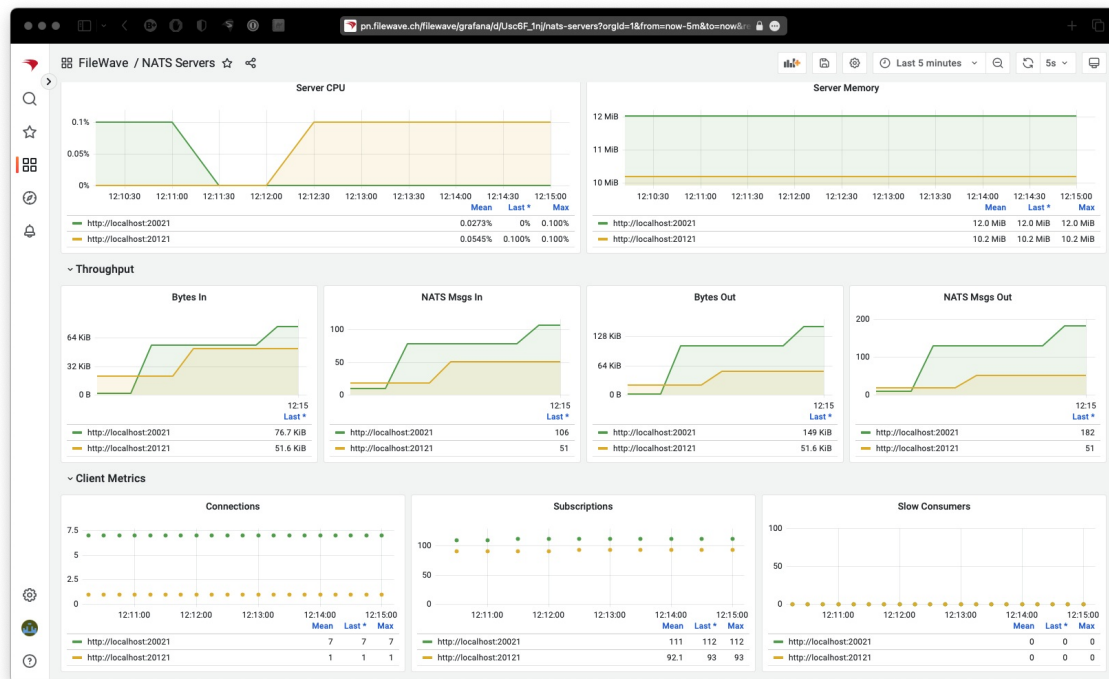 pn.filewave.ch/filewave/grafana/d/Usc6F_1nj/nats-servers?orgId=1&from=now-5m&to=now&re
FileWave / NATS Servers
Last 5 minutes
5s
Server CPU
0.1%
0.05%
0%
12:10:30 12:11:00 12:11:30 12:12:00 12:12:30 12:13:00 12:13:30 12:14:00 12:14:30 12:15:00
Mean Last * Max
http://localhost:20021 0.0273% 0% 0.100%
http://localhost:20121 0.0545% 0.100% 0.100%
Server Memory
12 MiB
11 MiB
10 MiB
12:10:30 12:11:00 12:11:30 12:12:00 12:12:30 12:13:00 12:13:30 12:14:00 12:14:30 12:15:00
Mean Last * Max
http://localhost:20021 12.0 MiB 12.0 MiB 12.0 MiB
http://localhost:20121 10.2 MiB 10.2 MiB 10.2 MiB
Throughput
Bytes In
64 KiB
32 KiB
0 B
12:15
Last *
http://localhost:20021 76.7 KiB
http://localhost:20121 51.6 KiB
NATS Msgs In
100
50
0
12:15
Last *
http://localhost:20021 106
http://localhost:20121 51
Bytes Out
128 KiB
64 KiB
0 B
12:15
Last *
http://localhost:20021 149 KiB
http://localhost:20121 51.6 KiB
NATS Msgs Out
200
100
0
12:15
Last *
http://localhost:20021 182
http://localhost:20121 51
Client Metrics
Connections
7.5
5
2.5
0
12:11:00 12:12:00 12:13:00 12:14:00 12:15:00
Mean Last * Max
http://localhost:20021 7 7 7
http://localhost:20121 1 1 1
Subscriptions
100
50
0
12:11:00 12:12:00 12:13:00 12:14:00 12:15:00
Mean Last * Max
http://localhost:20021 111 112 112
http://localhost:20121 92.1 93 93
Slow Consumers
100
50
0
12:11:00 12:12:00 12:13:00 12:14:00 12:15:00
Mean Last * Max
http://localhost:20021 0 0 0
http://localhost:20121 0 0 0